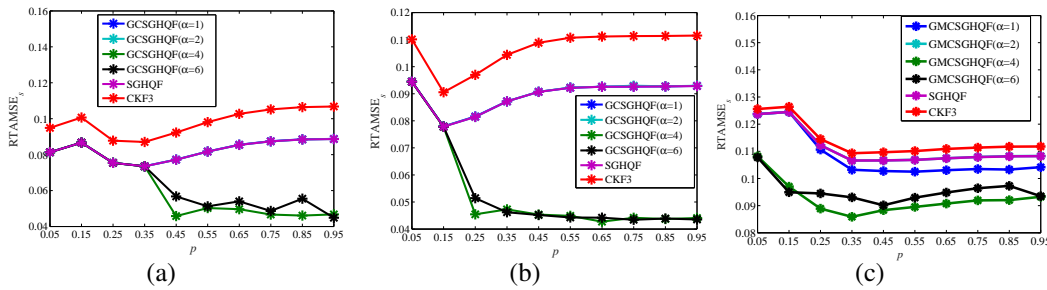 0.16
0.14
0.12
0.1
0.08
0.06
0.04
RTAMSEs
GCSGHQF(α=1)
GCSGHQF(α=2)
GCSGHQF(α=4)
GCSGHQF(α=6)
SGHQF
CKF3
0.05 0.15 0.25 0.35 0.45 0.55 0.65 0.75 0.85 0.95
p
(a)
0.12
0.11
0.1
0.09
0.08
0.07
0.06
0.05
0.04
RTAMSEs
GCSGHQF(α=1)
GCSGHQF(α=2)
GCSGHQF(α=4)
GCSGHQF(α=6)
SGHQF
CKF3
0.05 0.15 0.25 0.35 0.45 0.55 0.65 0.75 0.85 0.95
p
(b)
0.16
0.15
0.14
0.13
0.12
0.11
0.1
0.09
0.08
RTAMSEs
GMCSGHQF(α=1)
GMCSGHQF(α=2)
GMCSGHQF(α=4)
GMCSGHQF(α=6)
SGHQF
CKF3
0.05 0.15 0.25 0.35 0.45 0.55 0.65 0.75 0.85 0.95
p
(c)